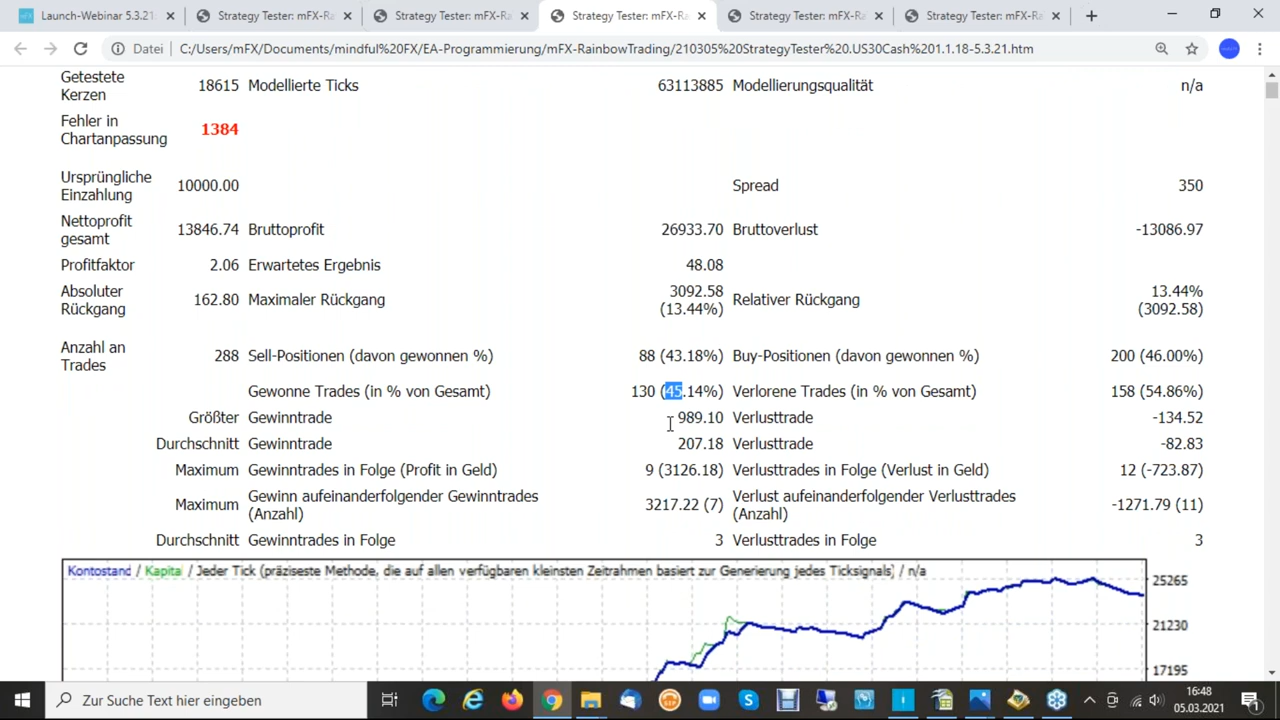 Launch-Webinar 5.3.21
Strategy Tester: mFX-Ra
Strategy Tester: mFX-Ra
Strategy Tester: mFX-Ra
Strategy Tester: mFX-Ra
Strategy Tester: mFX-Ra
Datei
C:/Users/mFX/Documents/mindful%20FX/EA-Programmierung/mFX-RainbowTrading/210305%20StrategyTester%20.US30Cash%201.1.18-5.3.21.htm
Getestete Kerzen 18615 Modellierte Ticks 63113885 Modellierungsqualität n/a
Fehler in Chartanpassung 1384
Ursprüngliche Einzahlung 10000.00 Spread 350
Nettoprofit gesamt 13846.74 Bruttoprofit 26933.70 Bruttoverlust -13086.97
Profitfaktor 2.06 Erwartetes Ergebnis 48.08
Absoluter Rückgang 162.80 Maximaler Rückgang 3092.58 (13.44%) Relativer Rückgang 13.44% (3092.58)
Anzahl an Trades 288 Sell-Positionen (davon gewonnen %) 88 (43.18%) Buy-Positionen (davon gewonnen %) 200 (46.00%)
Gewonne Trades (in % von Gesamt) 130 (45.14%) Verlorene Trades (in % von Gesamt) 158 (54.86%)
Größter Gewinntrade 989.10 Verlusttrade -134.52
Durchschnitt Gewinntrade 207.18 Verlusttrade -82.83
Maximum Gewinntrades in Folge (Profit in Geld) 9 (3126.18) Verlusttrades in Folge (Verlust in Geld) 12 (-723.87)
Maximum Gewinn aufeinanderfolgender Gewinntrades (Anzahl) 3217.22 (7) Verlust aufeinanderfolgender Verlusttrades (Anzahl) -1271.79 (11)
Durchschnitt Gewinntrades in Folge 3 Verlusttrades in Folge 3
Kontostand / Kapital / Jeder Tick (präziseste Methode, die auf allen verfügbaren kleinsten Zeitrahmen basiert zur Generierung jedes Ticksignals) / n/a
25265
21230
17195
Zur Suche Text hier eingeben
16:48
05.03.2021
1